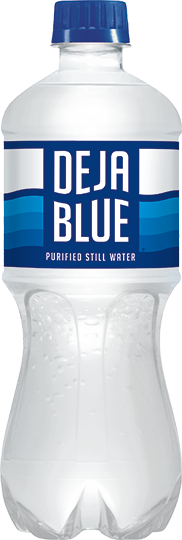 DEJA
BLUE
PURIFIED STILL WATER